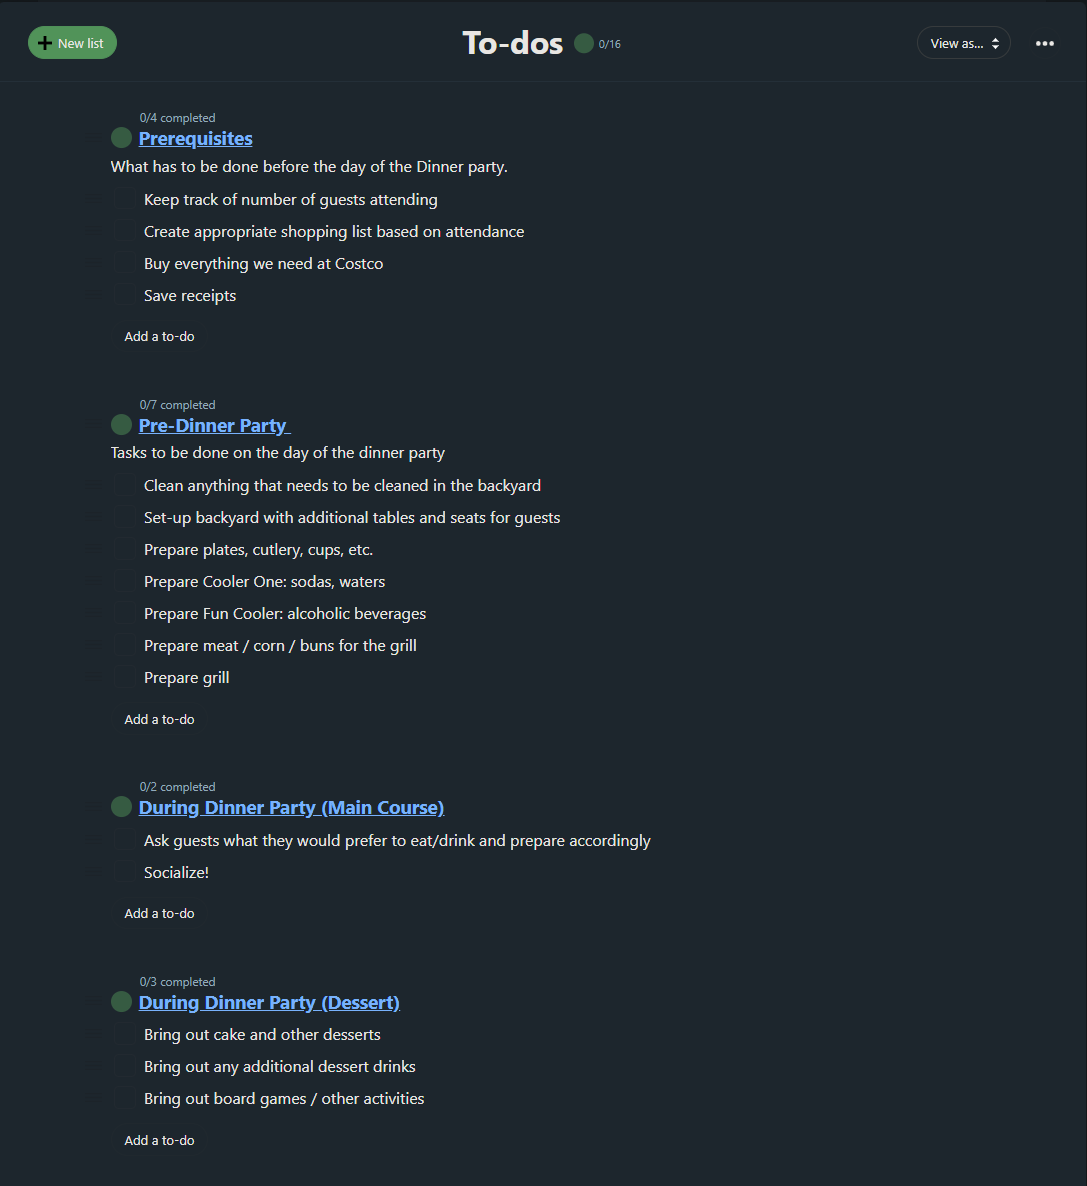 New list
To-dos 0/16
View as...
0/4 completed
Prerequisites
What has to be done before the day of the Dinner party.
Keep track of number of guests attending
Create appropriate shopping list based on attendance
Buy everything we need at Costco
Save receipts
Add a to-do
0/7 completed
Pre-Dinner Party
Tasks to be done on the day of the dinner party
Clean anything that needs to be cleaned in the backyard
Set-up backyard with additional tables and seats for guests
Prepare plates, cutlery, cups, etc.
Prepare Cooler One: sodas, waters
Prepare Fun Cooler: alcoholic beverages
Prepare meat / corn / buns for the grill
Prepare grill
Add a to-do
0/2 completed
During Dinner Party (Main Course)
Ask guests what they would prefer to eat/drink and prepare accordingly
Socialize!
Add a to-do
0/3 completed
During Dinner Party (Dessert)
Bring out cake and other desserts
Bring out any additional dessert drinks
Bring out board games / other activities
Add a to-do